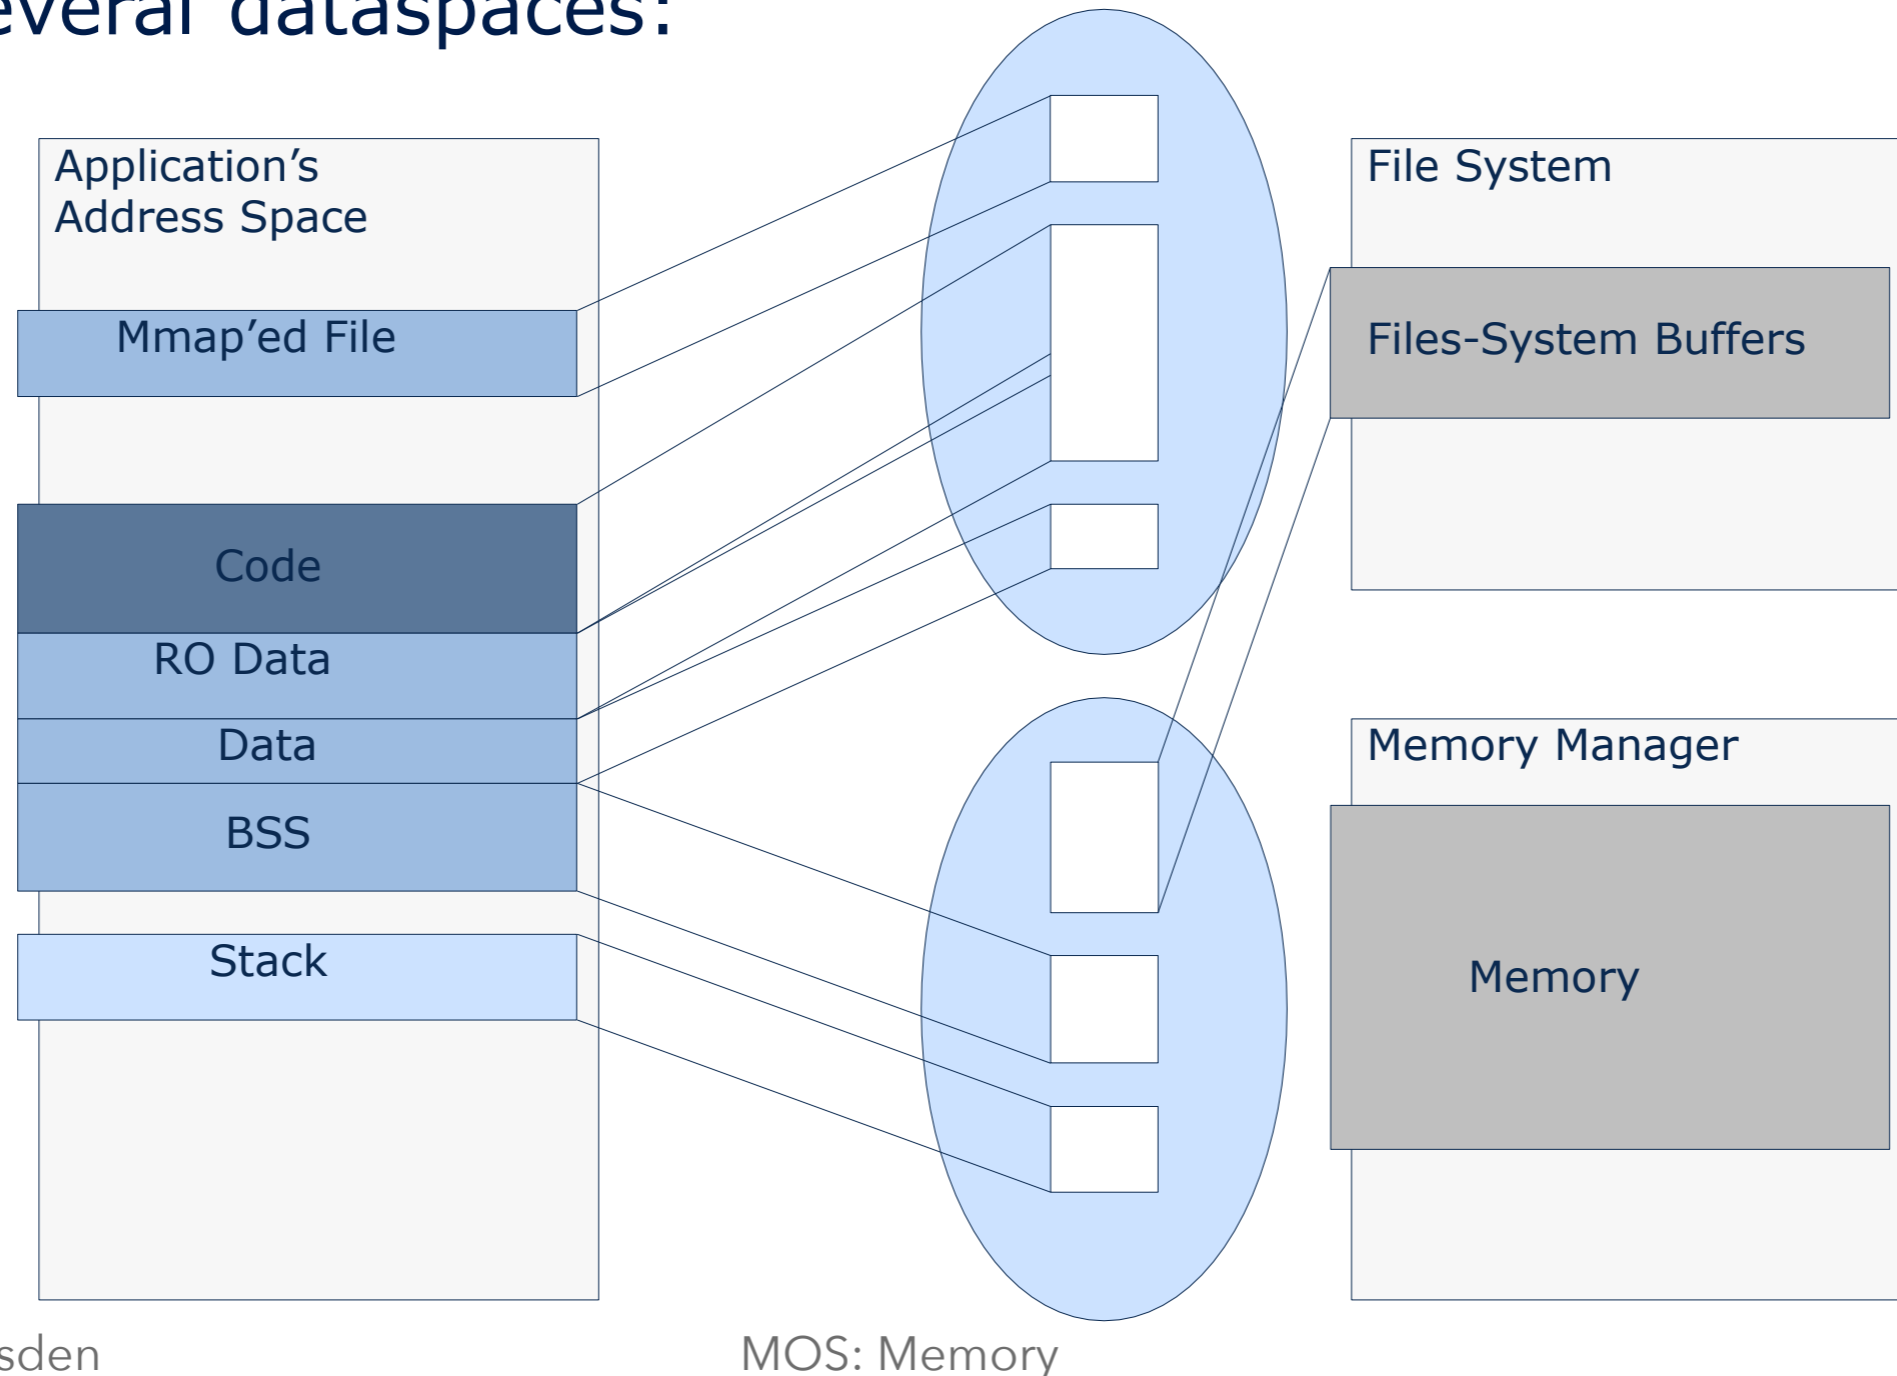 everal dataspaces:
Application’s
Address Space
Mmap’ed File
Code
RO Data
Data
BSS
Stack
File System
Files-System Buffers
Memory Manager
Memory
sden
MOS: Memory